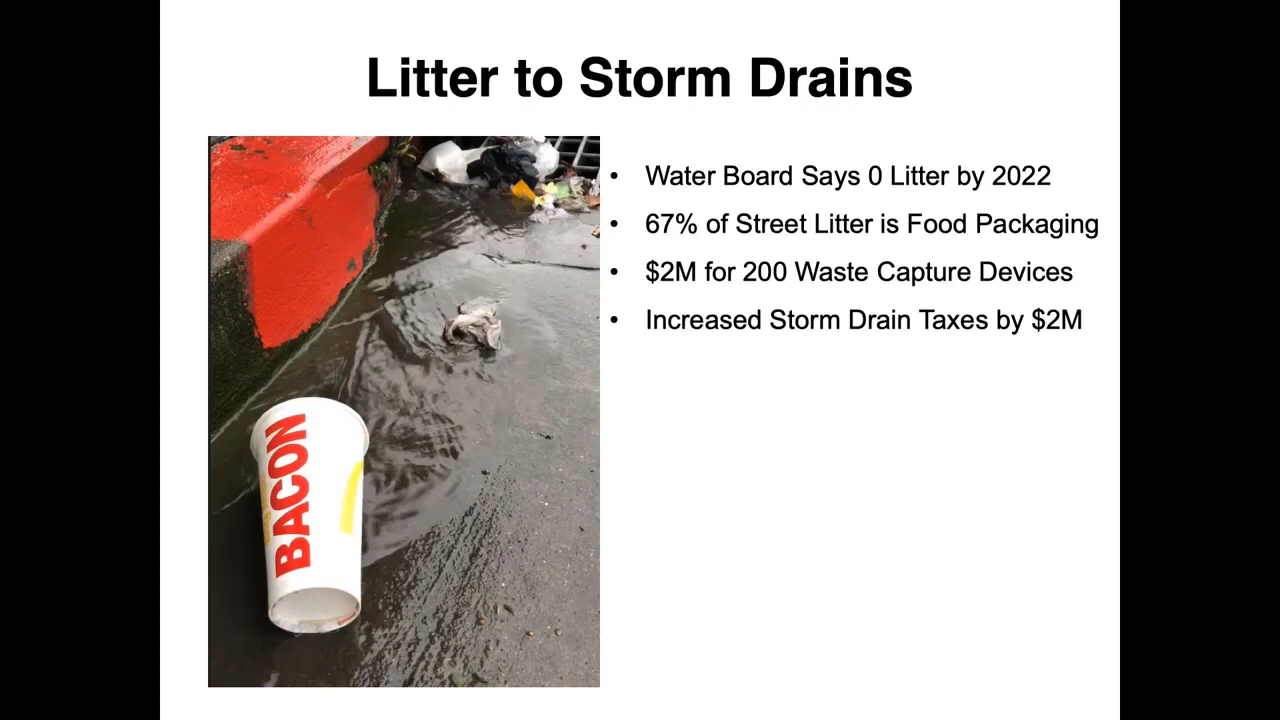 Litter to Storm Drains
• Water Board Says 0 Litter by 2022
• 67% of Street Litter is Food Packaging
• $2M for 200 Waste Capture Devices
• Increased Storm Drain Taxes by $2M
BACON